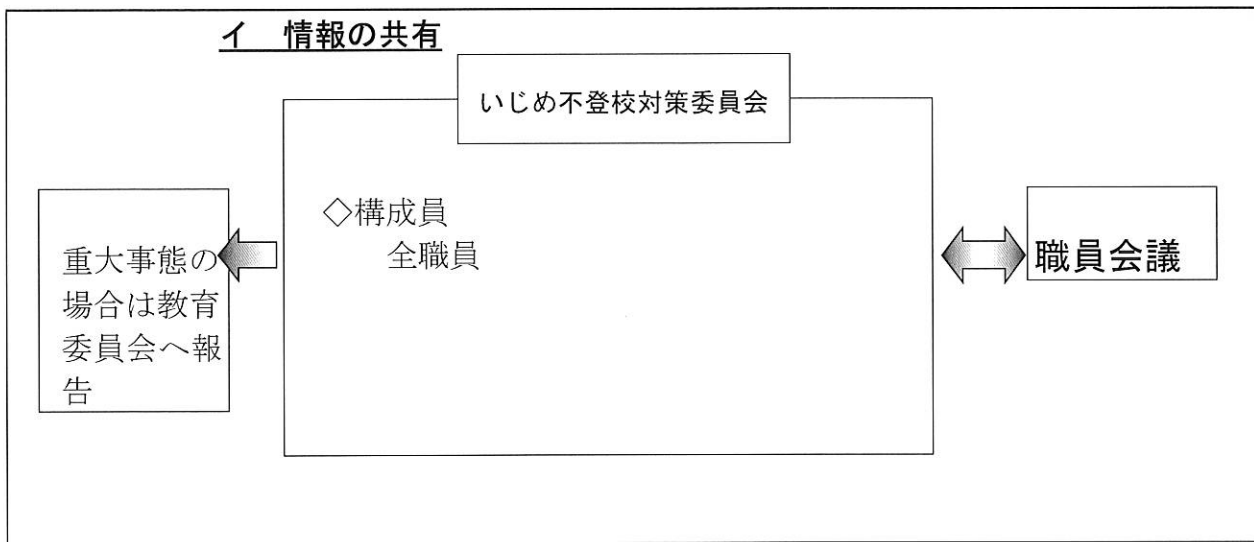 イ　情報の共有
いじめ不登校対策委員会
◇構成員
全職員
重大事態の
場合は教育
委員会へ報
告
職員会議